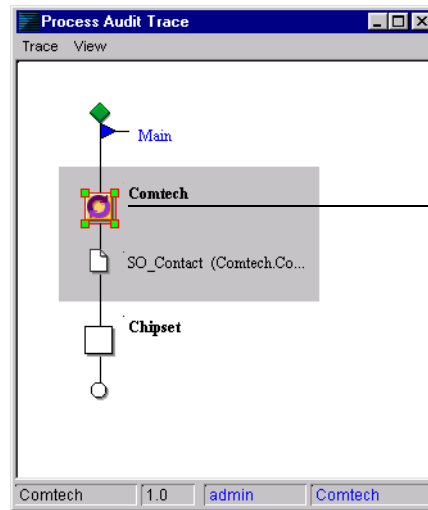 Process Audit Trace
Trace View
Main
Comtech
SO_Contact (Comtech.Co...
Chipset
Comtech 1.0 admin Comtech